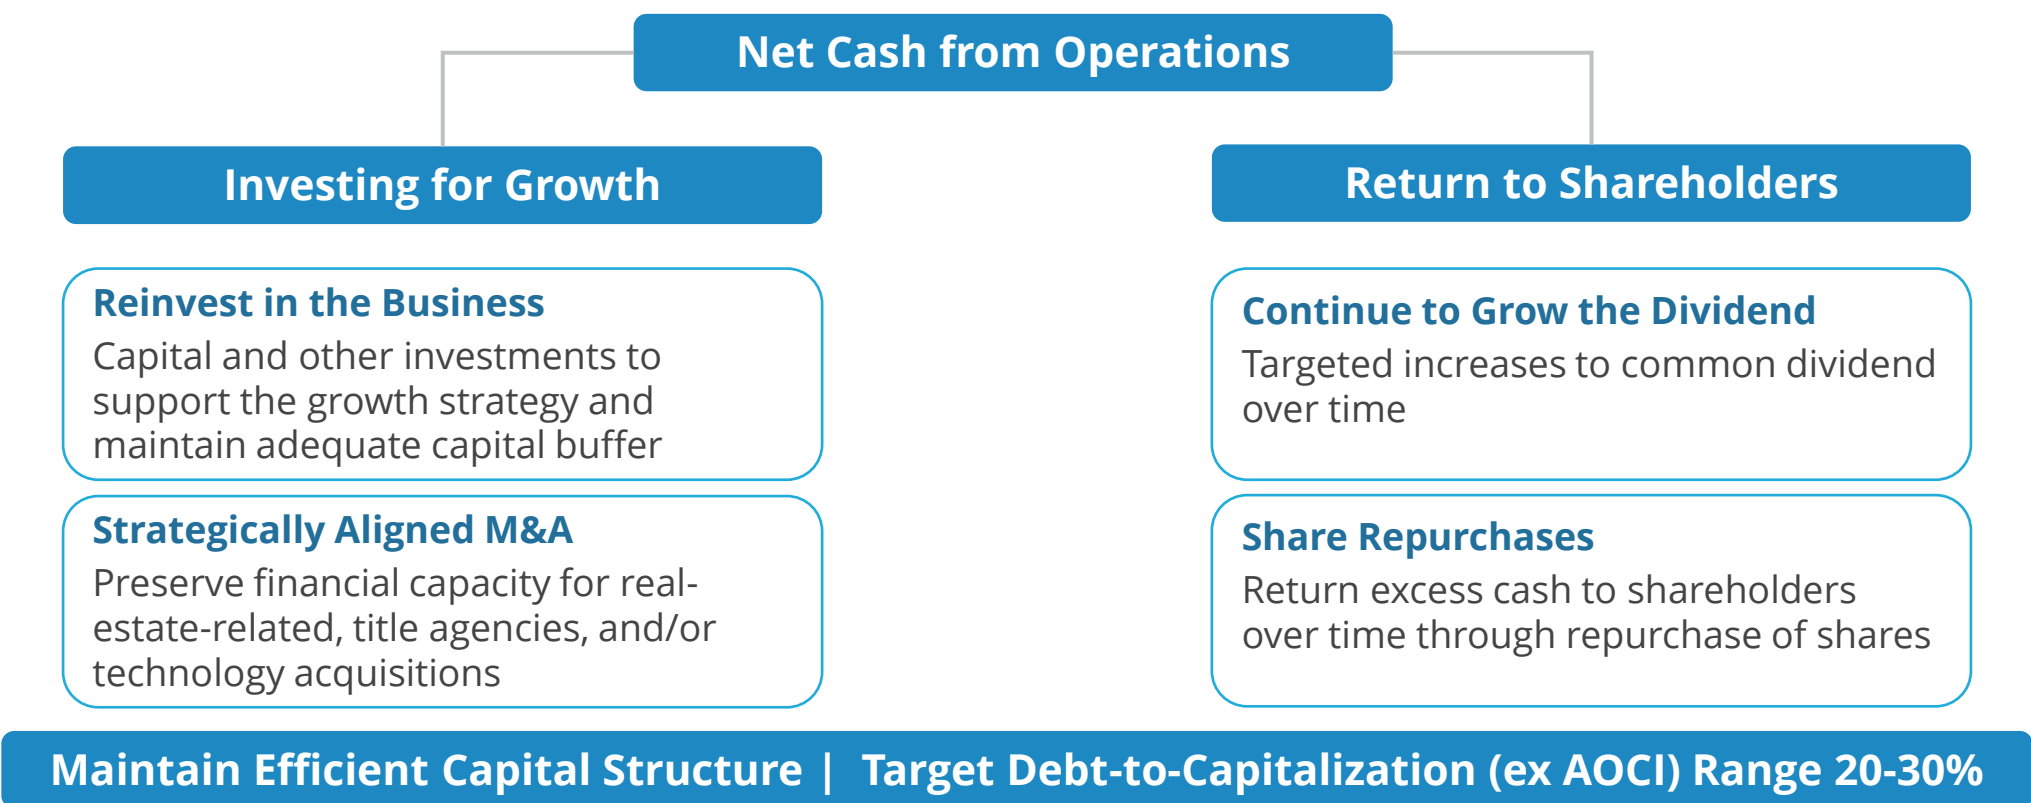 Net Cash from Operations
Investing for Growth
Reinvest in the Business
Capital and other investments to
support the growth strategy and
maintain adequate capital buffer
Strategically Aligned M&A
Preserve financial capacity for real-
estate-related, title agencies, and/or
technology acquisitions
Return to Shareholders
Continue to Grow the Dividend
Targeted increases to common dividend
over time
Share Repurchases
Return excess cash to shareholders
over time through repurchase of shares
Maintain Efficient Capital Structure | Target Debt-to-Capitalization (ex AOCI) Range 20-30%